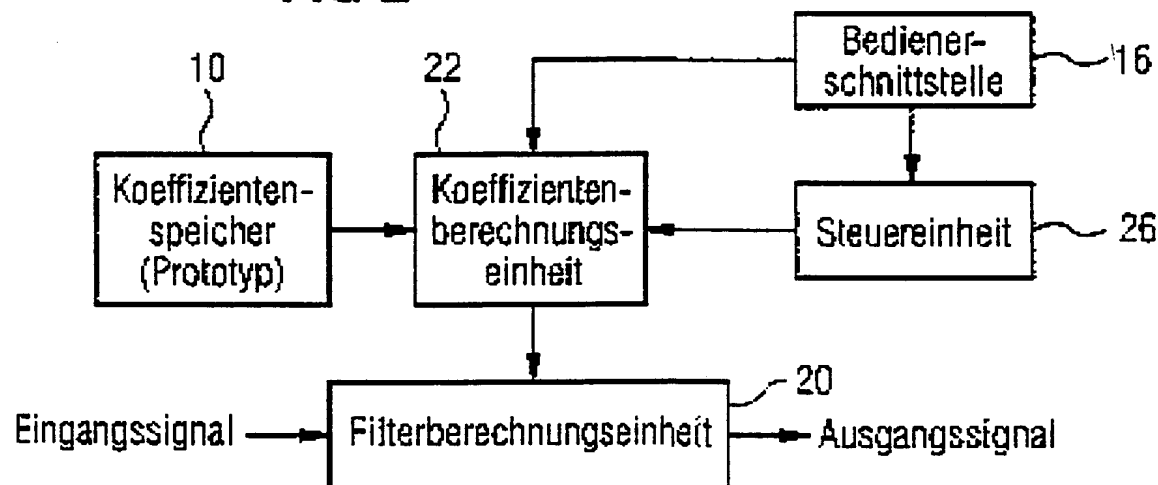 10
22
Bediener-
schnittstelle
16
Koeffizienten-
speicher
(Prototyp)
Koeffizienten-
berechnungs-
einheit
Steuereinheit
26
20
Eingangssignal
Filterberechnungseinheit
Ausgangssignal